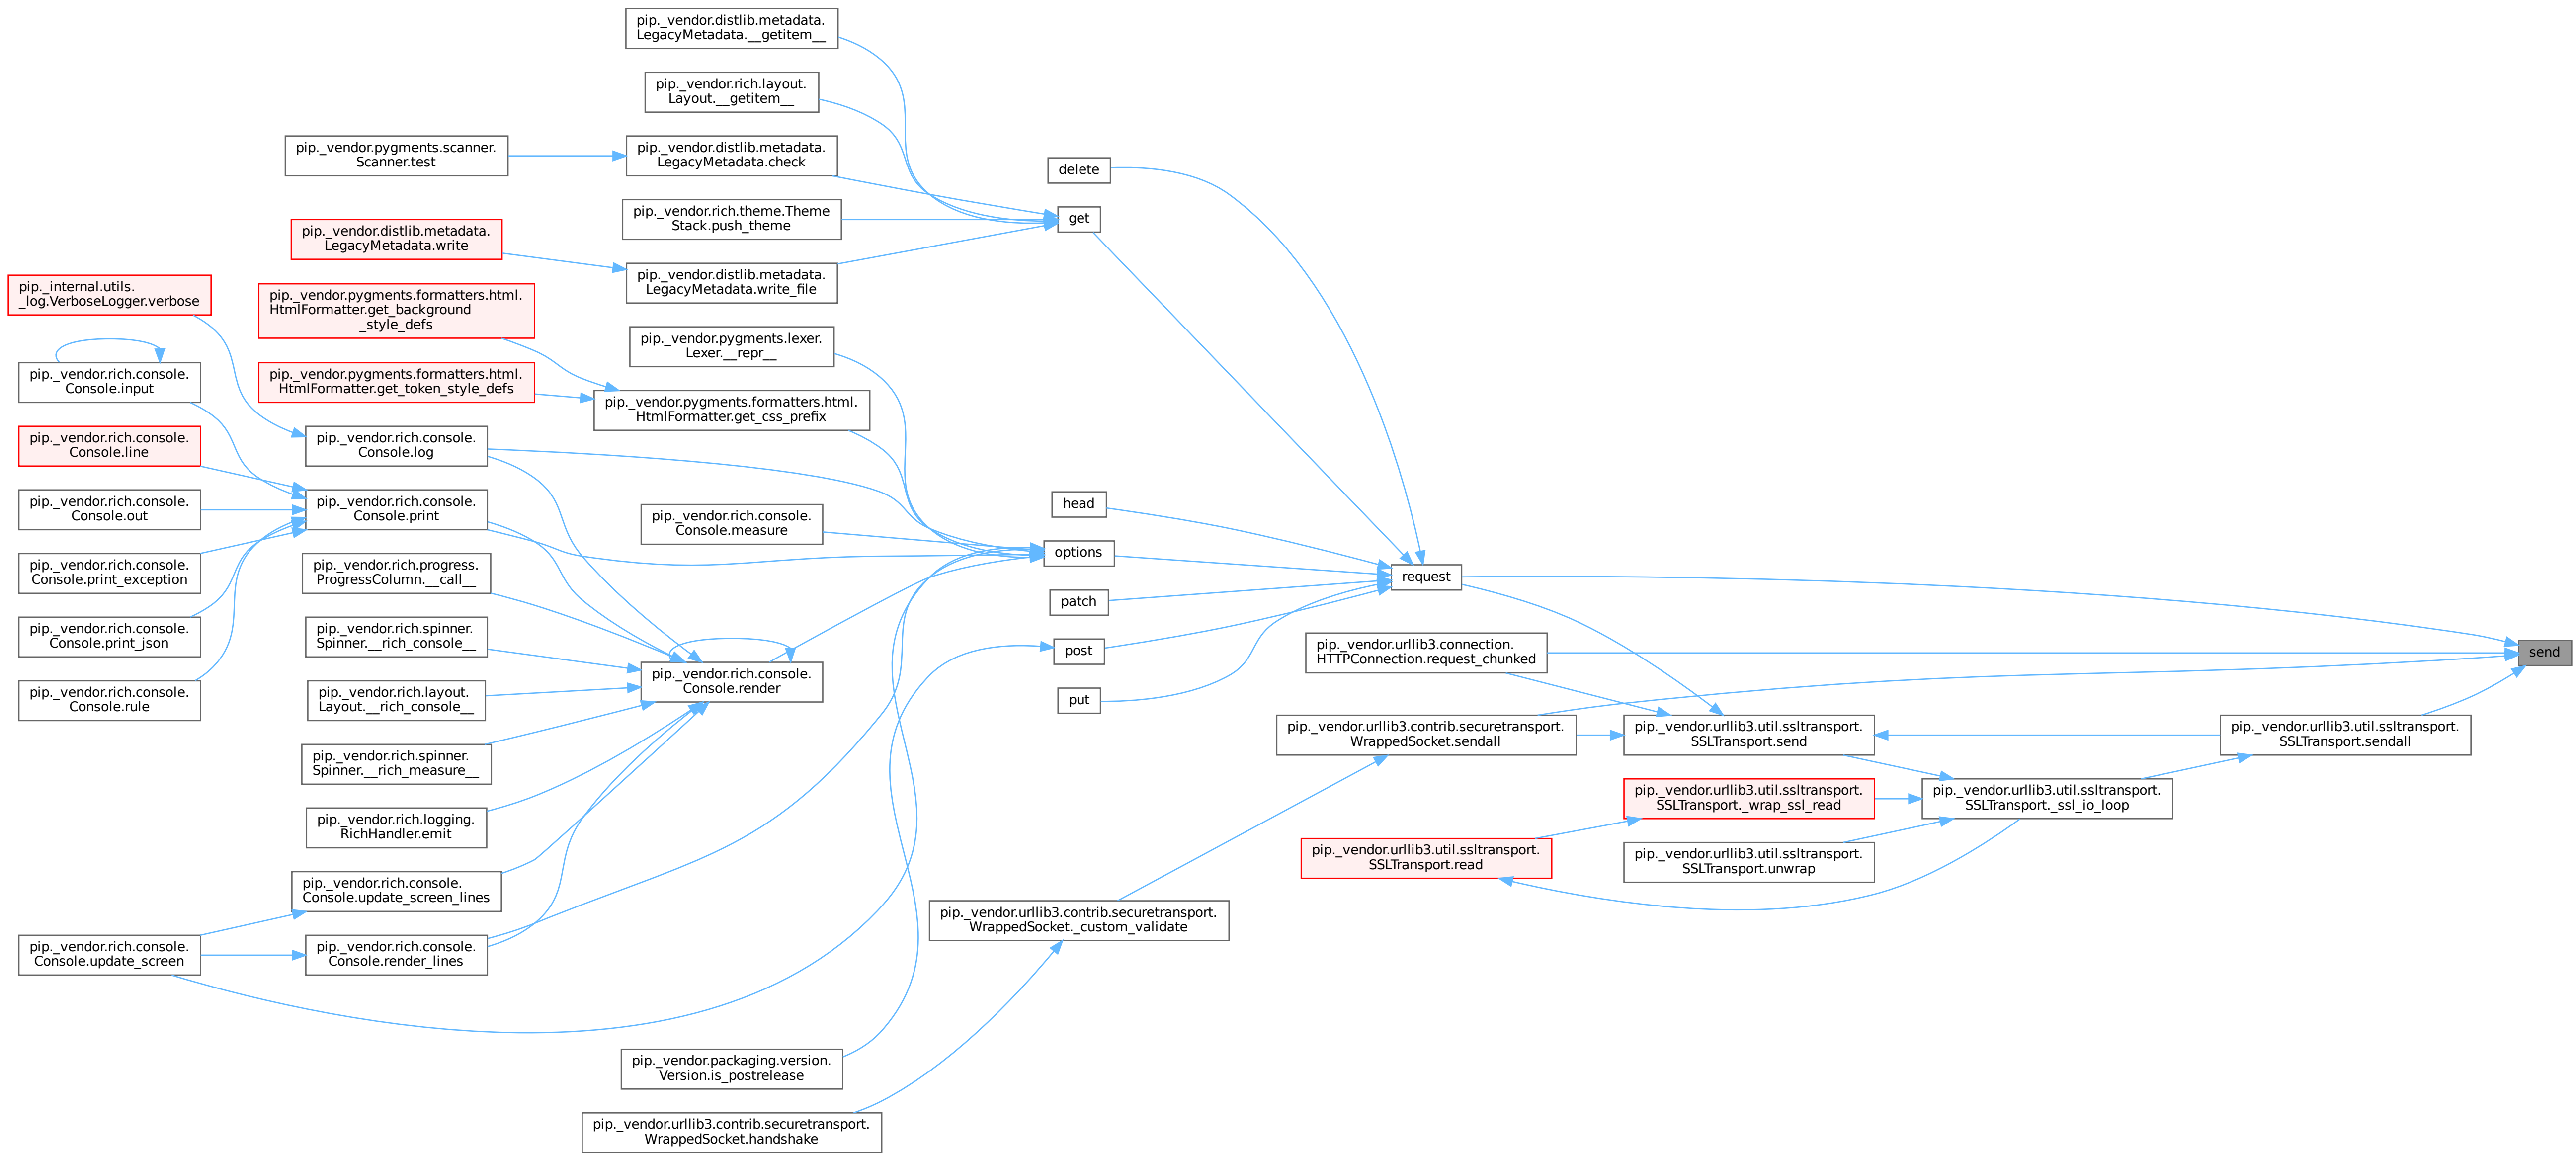 pip._vendor.distlib.metadata.
LegacyMetadata.__getitem__
pip._vendor.rich.layout.
Layout.__getitem__
pip._vendor.pygments.scanner.
Scanner.test
pip._vendor.distlib.metadata.
LegacyMetadata.check
delete
pip._vendor.rich.theme.Theme
Stack.push_theme
get
pip._vendor.distlib.metadata.
LegacyMetadata.write
pip._vendor.distlib.metadata.
LegacyMetadata.write_file
pip._internal.utils.
_log.VerboseLogger.verbose
pip._vendor.pygments.formatters.html.
HtmlFormatter.get_background
_style_defs
pip._vendor.pygments.lexer.
Lexer.__repr__
pip._vendor.rich.console.
Console.input
pip._vendor.pygments.formatters.html.
HtmlFormatter.get_token_style_defs
pip._vendor.pygments.formatters.html.
HtmlFormatter.get_css_prefix
pip._vendor.rich.console.
Console.line
pip._vendor.rich.console.
Console.log
pip._vendor.rich.console.
Console.out
pip._vendor.rich.console.
Console.print
pip._vendor.rich.console.
Console.measure
head
options
pip._vendor.rich.console.
Console.print_exception
pip._vendor.rich.progress.
ProgressColumn.__call__
request
patch
pip._vendor.rich.console.
Console.print_json
pip._vendor.rich.spinner.
Spinner.__rich_console__
post
pip._vendor.urllib3.connection.
HTTPConnection.request_chunked
send
pip._vendor.rich.console.
Console.rule
pip._vendor.rich.layout.
Layout.__rich_console__
pip._vendor.rich.console.
Console.render
put
pip._vendor.rich.spinner.
Spinner.__rich_measure__
pip._vendor.urllib3.contrib.securetransport.
WrappedSocket.sendall
pip._vendor.urllib3.util.ssltransport.
SSLTransport.send
pip._vendor.urllib3.util.ssltransport.
SSLTransport.sendall
pip._vendor.rich.logging.
RichHandler.emit
pip._vendor.urllib3.util.ssltransport.
SSLTransport._wrap_ssl_read
pip._vendor.urllib3.util.ssltransport.
SSLTransport._ssl_io_loop
pip._vendor.urllib3.util.ssltransport.
SSLTransport.read
pip._vendor.urllib3.util.ssltransport.
SSLTransport.unwrap
pip._vendor.rich.console.
Console.update_screen_lines
pip._vendor.urllib3.contrib.securetransport.
WrappedSocket._custom_validate
pip._vendor.rich.console.
Console.update_screen
pip._vendor.rich.console.
Console.render_lines
pip._vendor.packaging.version.
Version.is_postrelease
pip._vendor.urllib3.contrib.securetransport.
WrappedSocket.handshake